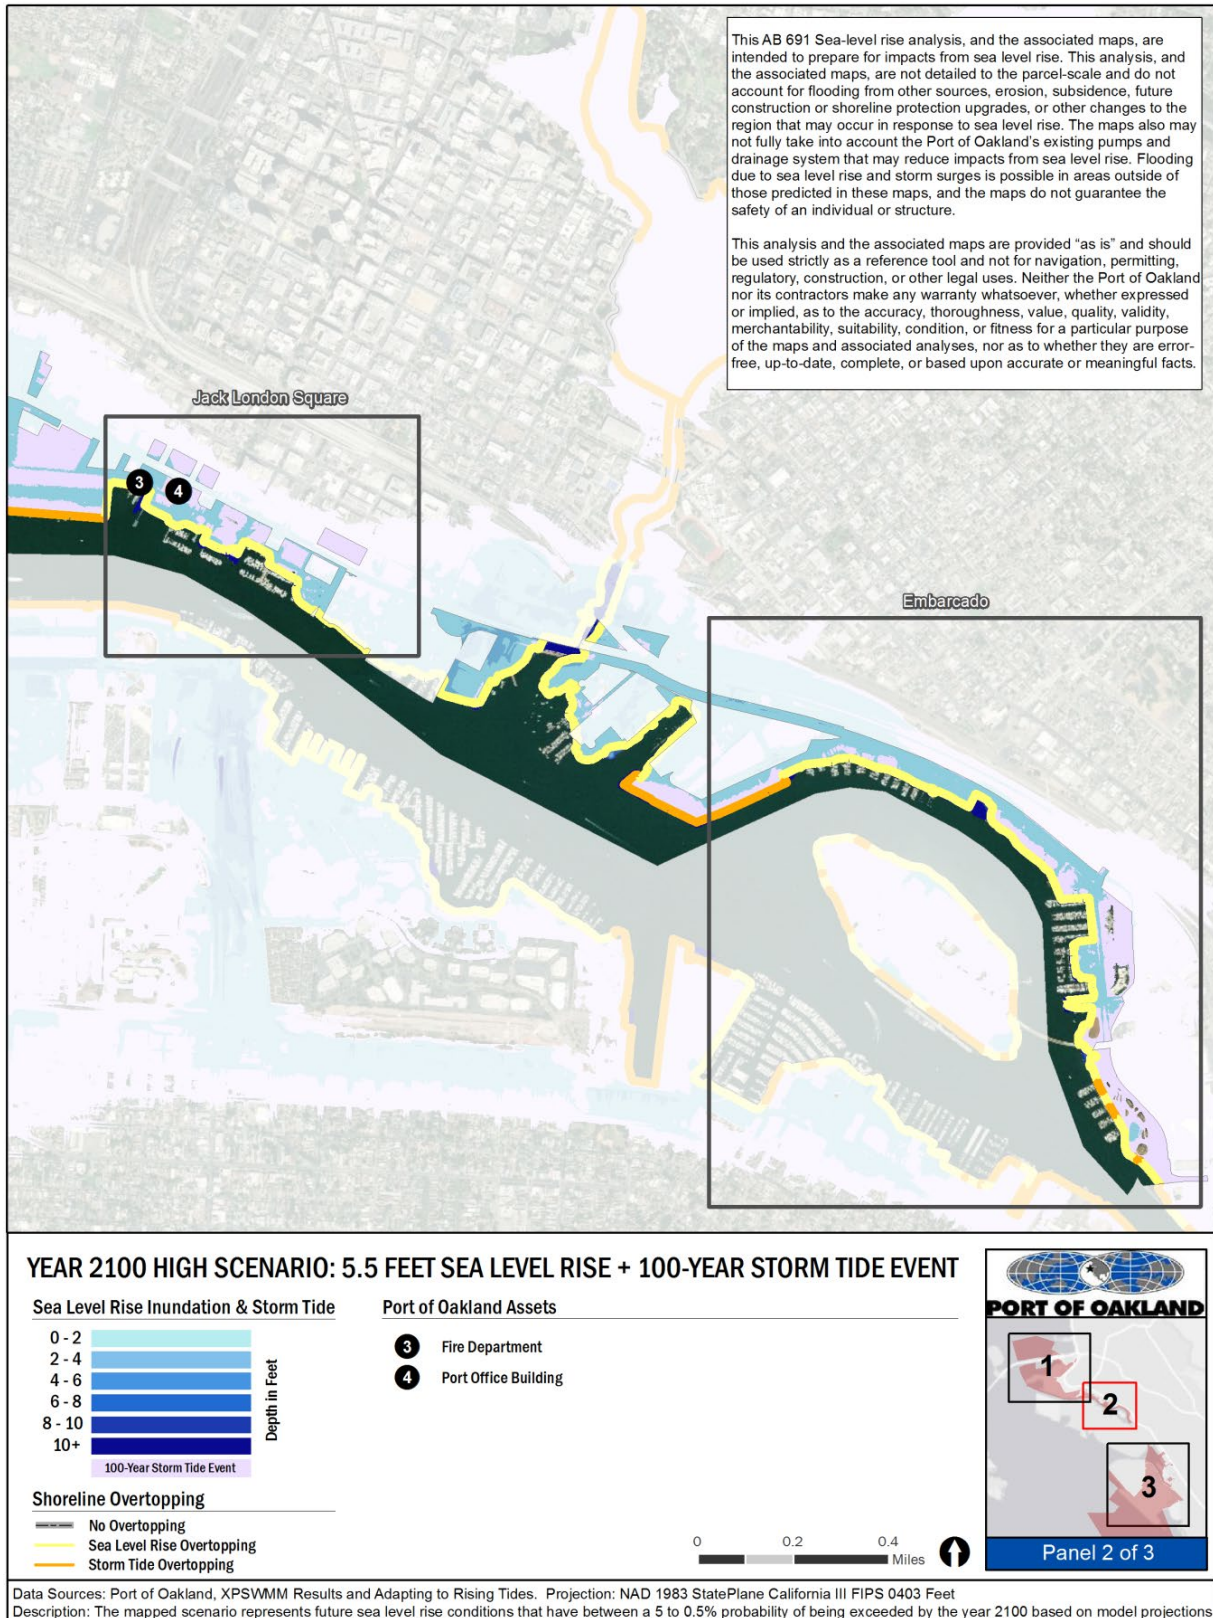 This AB 691 Sea-level rise analysis, and the associated maps, are
intended to prepare for impacts from sea level rise. This analysis, and
the associated maps, are not detailed to the parcel-scale and do not
account for flooding from other sources, erosion, subsidence, future
construction or shoreline protection upgrades, or other changes to the
region that may occur in response to sea level rise. The maps also may
not fully take into account the Port of Oakland's existing pumps and
drainage system that may reduce impacts from sea level rise. Flooding
due to sea level rise and storm surges is possible in areas outside of
those predicted in these maps, and the maps do not guarantee the
safety of an individual or structure.
This analysis and the associated maps are provided “as is” and should
be used strictly as a reference tool and not for navigation, permitting,
regulatory, construction, or other legal uses. Neither the Port of Oakland
nor its contractors make any warranty whatsoever, whether expressed
or implied, as to the accuracy, thoroughness, value, quality, validity,
merchantability, suitability, condition, or fitness for a particular purpose
of the maps and associated analyses, nor as to whether they are error-
free, up-to-date, complete, or based upon accurate or meaningful facts.
Jack London Square
3
4
Embarcado
YEAR 2100 HIGH SCENARIO: 5.5 FEET SEA LEVEL RISE + 100-YEAR STORM TIDE EVENT
Sea Level Rise Inundation & Storm Tide
0 - 2
2 - 4
4 - 6
6 - 8
8 - 10
10+
Depth in Feet
100-Year Storm Tide Event
Shoreline Overtopping
No Overtopping
Sea Level Rise Overtopping
Storm Tide Overtopping
Port of Oakland Assets
3 Fire Department
4 Port Office Building
0 0.2 0.4
Miles
PORT OF OAKLAND
1
2
3
Panel 2 of 3
Data Sources: Port of Oakland, XPSWMM Results and Adapting to Rising Tides. Projection: NAD 1983 StatePlane California III FIPS 0403 Feet
Description: The mapped scenario represents future sea level rise conditions that have between a 5 to 0.5% probability of being exceeded by the year 2100 based on model projections